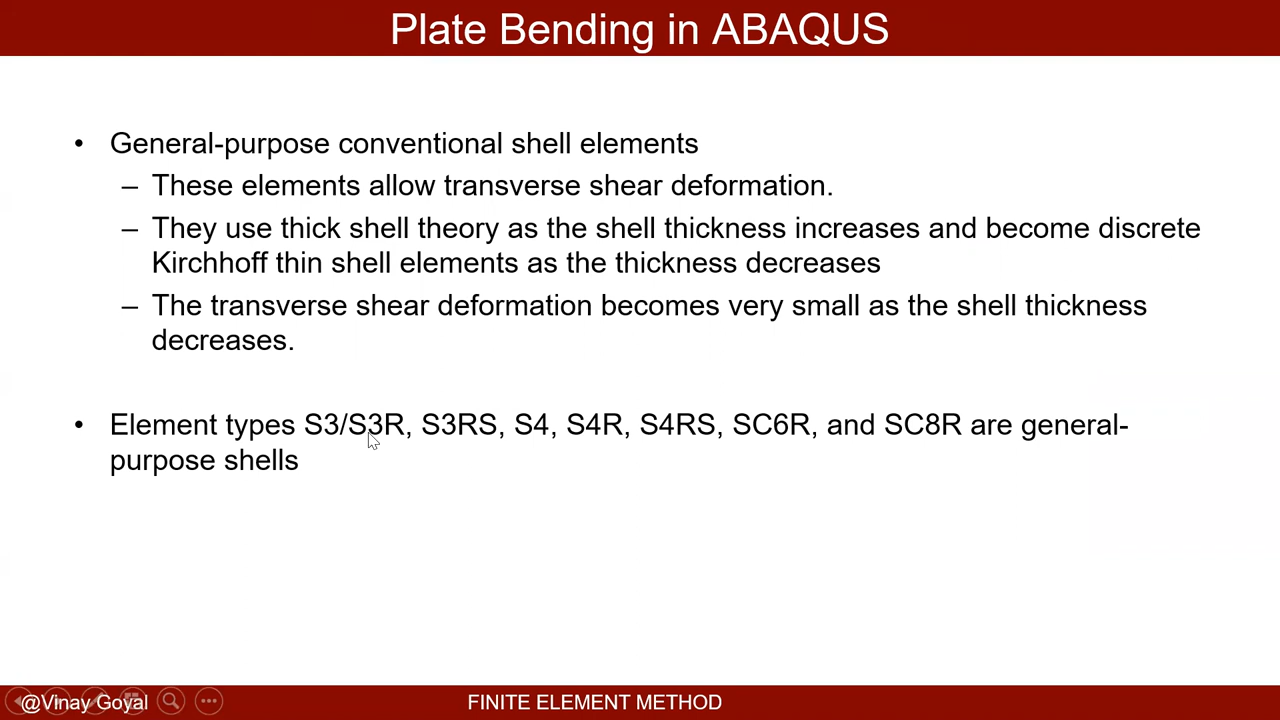 Plate Bending in ABAQUS
• General-purpose conventional shell elements
– These elements allow transverse shear deformation.
– They use thick shell theory as the shell thickness increases and become discrete
Kirchhoff thin shell elements as the thickness decreases
– The transverse shear deformation becomes very small as the shell thickness
decreases.
• Element types S3/S3R, S3RS, S4, S4R, S4RS, SC6R, and SC8R are general-
purpose shells
@Vinay Goyal
FINITE ELEMENT METHOD